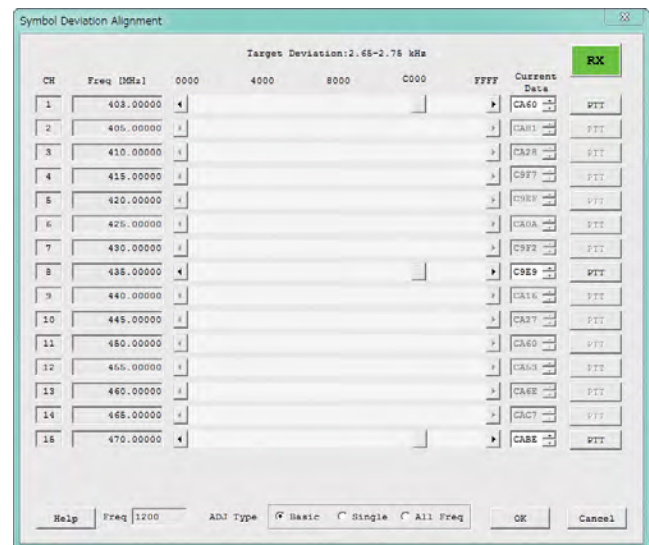 Symbol Deviation Alignment
Target Deviation:2.65-2.75 kHz
RX
CH Freq [MHz] 0000 4000 8000 C000 FFFF Current Data
1 403.00000 CA60 PTT
2 405.00000 CA81 PTT
3 410.00000 CA28 PTT
4 415.00000 C9F7 PTT
5 420.00000 PTT
6 425.00000 CA0A PTT
7 430.00000 C9F2 PTT
8 435.00000 C9E9 PTT
9 440.00000 CA16 PTT
10 445.00000 CA27 PTT
11 450.00000 CA60 PTT
12 455.00000 CA53 PTT
13 460.00000 CA6E PTT
14 465.00000 CAC7 PTT
15 470.00000 CABE PTT
Help Freq 1200 ADJ Type Basic Single All Freq OK Cancel